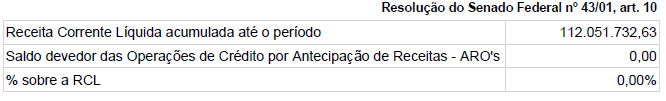 Resolução do Senado Federal nº 43/01, art. 10
Receita Corrente Líquida acumulada até o período 112.051.732,63
Saldo devedor das Operações de Crédito por Antecipação de Receitas - ARO's 0,00
% sobre a RCL 0,00%